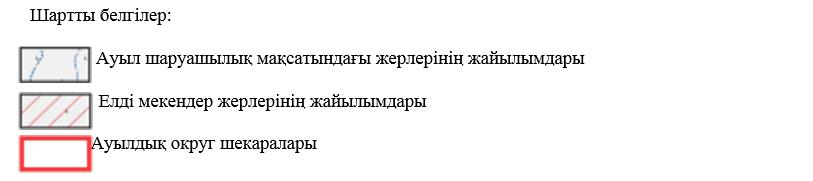 Шартты белгілер:
Ауыл шаруашылық мақсатындағы жерлерінің жайылымдары
Елді мекендер жерлерінің жайылымдары
Ауылдық округ шекаралары